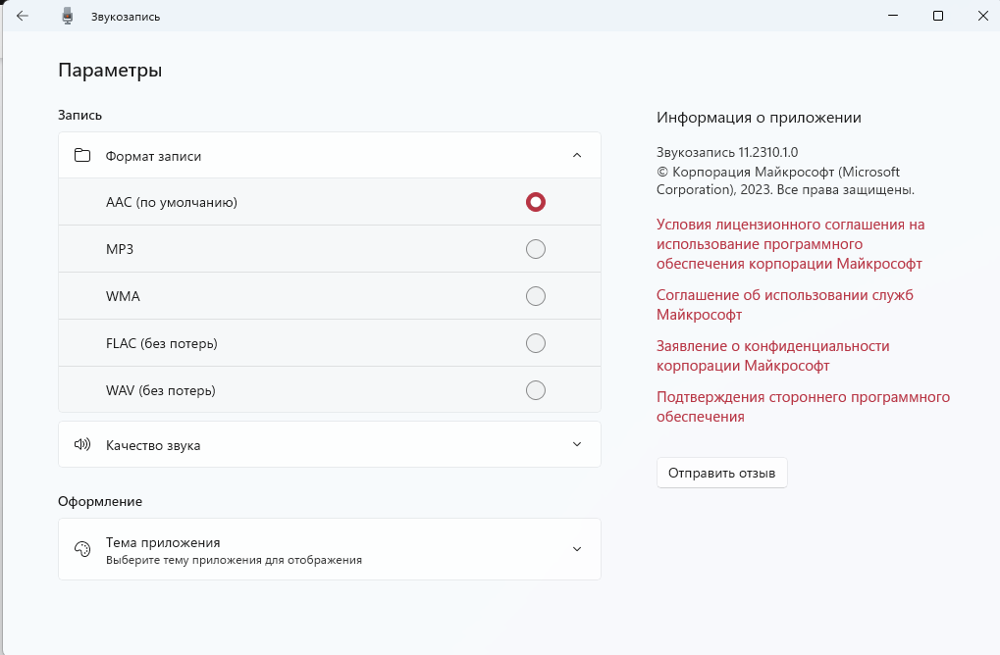 Звукозапись
Параметры
Запись
Формат записи
AAC (по умолчанию)
MP3
WMA
FLAC (без потерь)
WAV (без потерь)
Качество звука
Оформление
Тема приложения
Выберите тему приложения для отображения
Информация о приложении
Звукозапись 11.2310.1.0
© Корпорация Майкрософт (Microsoft
Corporation), 2023. Все права защищены.
Условия лицензионного соглашения на
использование программного
обеспечения корпорации Майкрософт
Соглашение об использовании служб
Майкрософт
Заявление о конфиденциальности
корпорации Майкрософт
Подтверждения стороннего программного
обеспечения
Отправить отзыв